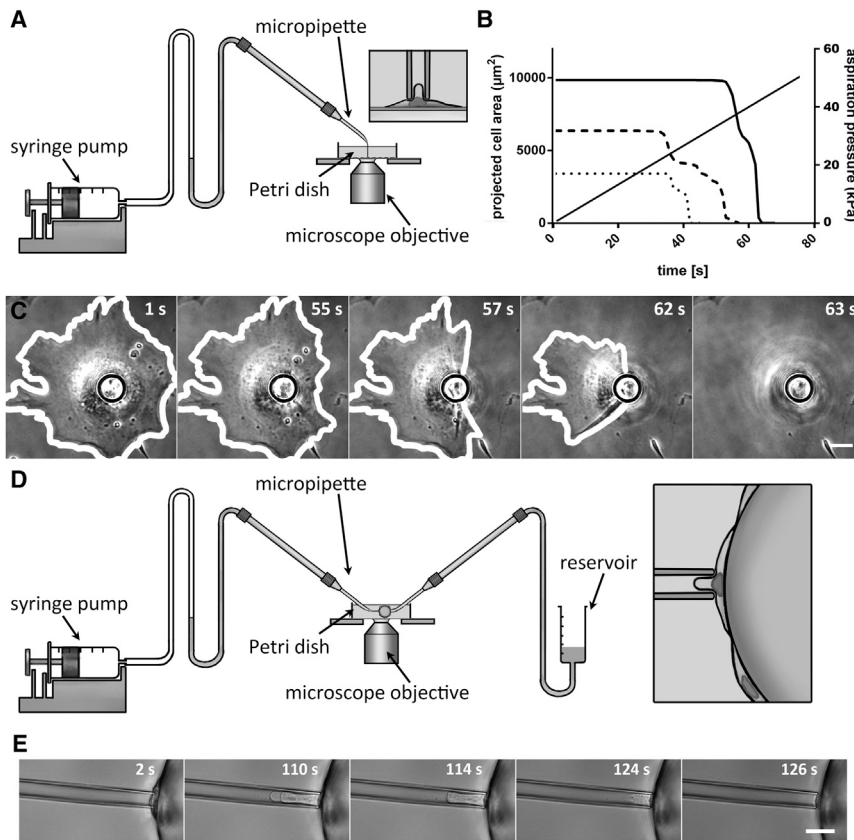 A
micropipette
syringe pump
Petri dish
microscope objective
B
projected cell area (µm²)
10000
5000
0
60
40
20
0
aspiration pressure (kPa)
0
20
40
60
80
time [s]
C
1 s
55 s
57 s
62 s
63 s
D
micropipette
reservoir
syringe pump
Petri dish
microscope objective
E
2 s
110 s
114 s
124 s
126 s